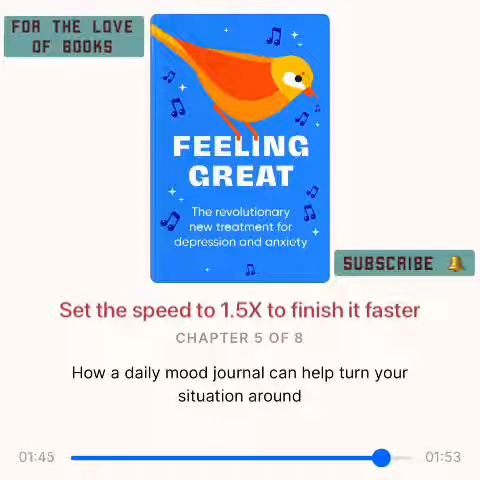 FOR THE LOVE
OF BOOKS
FEELING
GREAT
The revolutionary
new treatment for
depression and anxiety
SUBSCRIBE
Set the speed to 1.5X to finish it faster
CHAPTER 5 OF 8
How a daily mood journal can help turn your
situation around
01:45
01:53